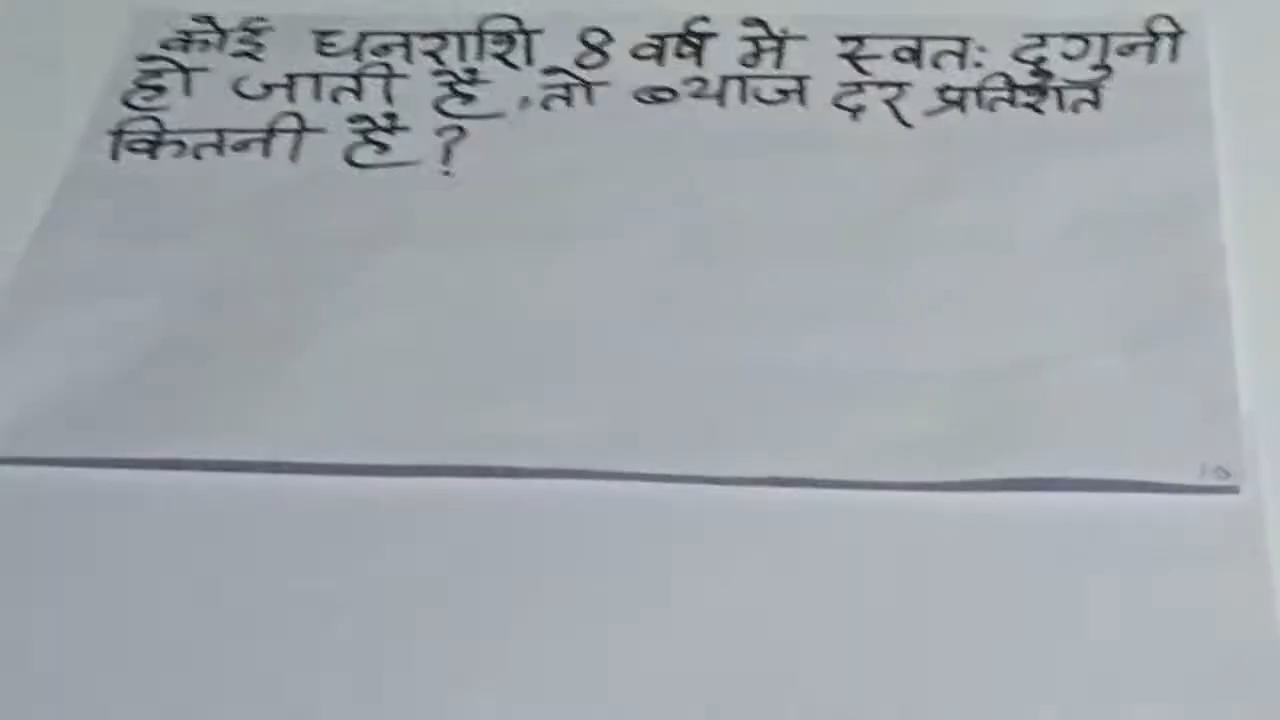 कोई धनराशि 8 वर्ष में स्वतः दुगुनी
हो जाती है, तो ब्याज दर प्रतिशत
कितनी है ?